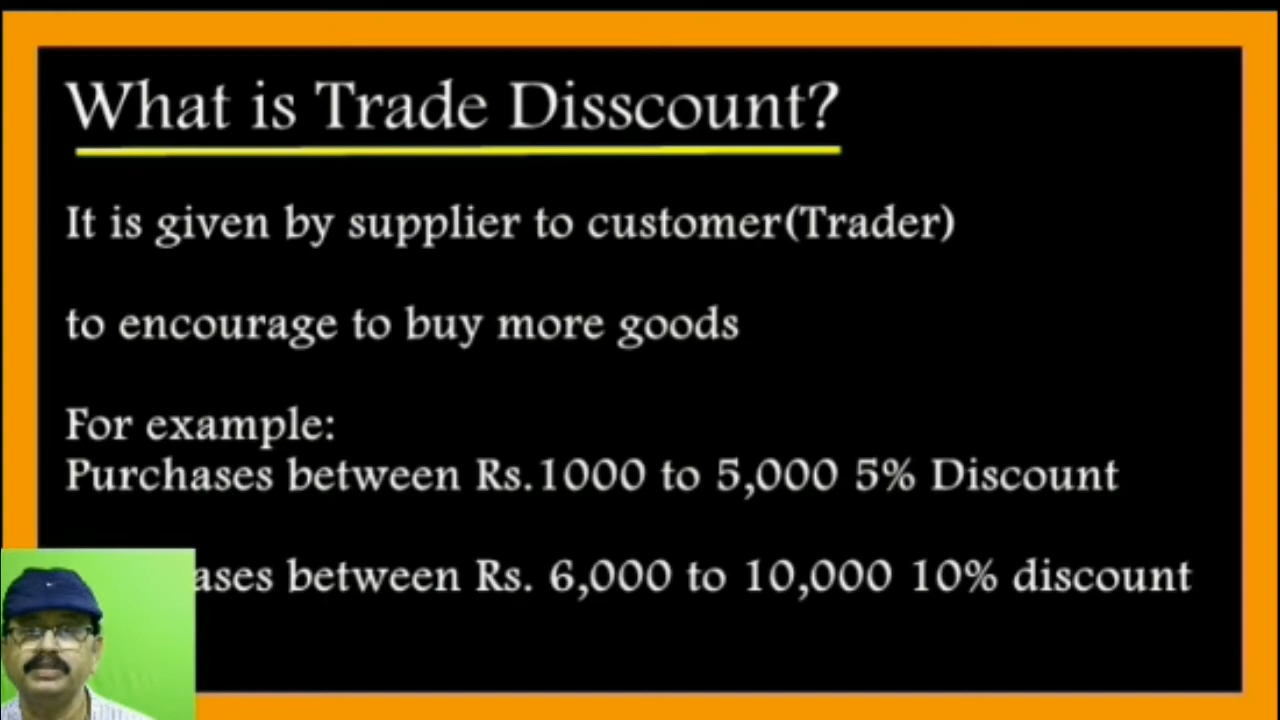 What is Trade Disscount?
It is given by supplier to customer(Trader)
to encourage to buy more goods
For example:
Purchases between Rs.1000 to 5,000 5% Discount
between Rs. 6,000 to 10,000 10% discount